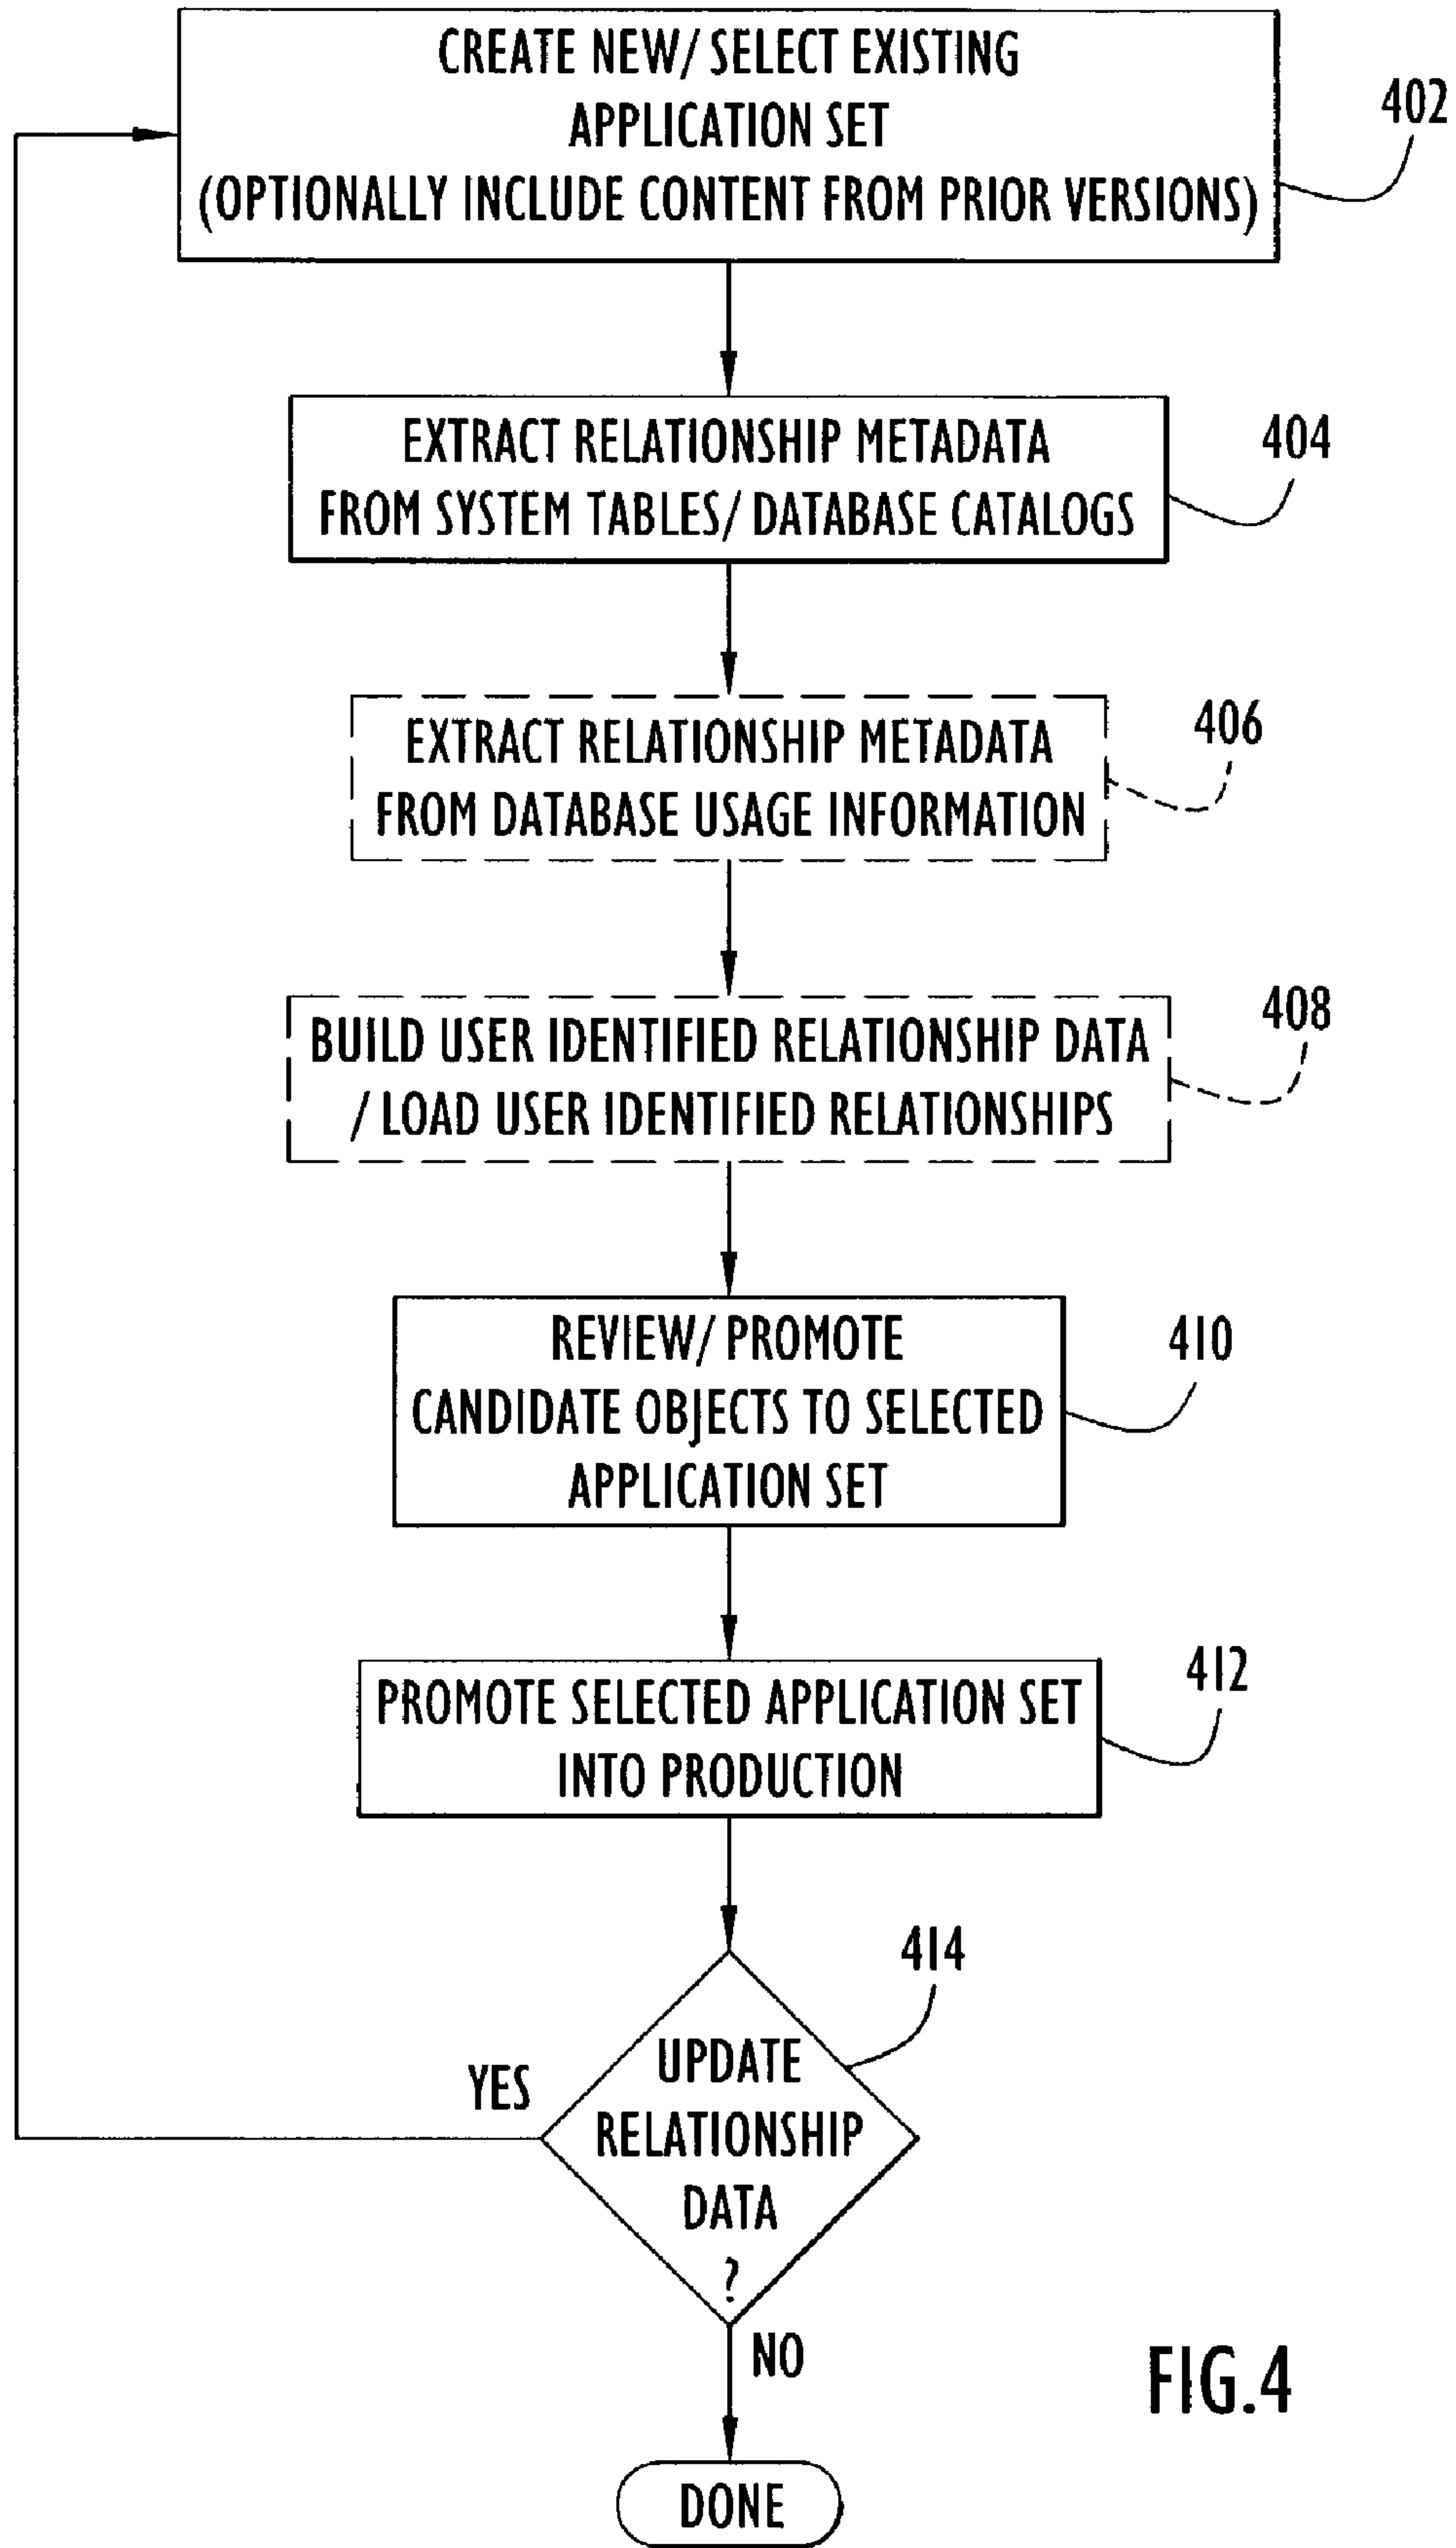 CREATE NEW/ SELECT EXISTING
APPLICATION SET
(OPTIONALLY INCLUDE CONTENT FROM PRIOR VERSIONS)
402
EXTRACT RELATIONSHIP METADATA
FROM SYSTEM TABLES/ DATABASE CATALOGS
404
EXTRACT RELATIONSHIP METADATA
FROM DATABASE USAGE INFORMATION
406
BUILD USER IDENTIFIED RELATIONSHIP DATA
/ LOAD USER IDENTIFIED RELATIONSHIPS
408
REVIEW/ PROMOTE
CANDIDATE OBJECTS TO SELECTED
APPLICATION SET
410
PROMOTE SELECTED APPLICATION SET
INTO PRODUCTION
412
414
UPDATE
RELATIONSHIP
DATA
?
YES
NO
DONE
FIG.4